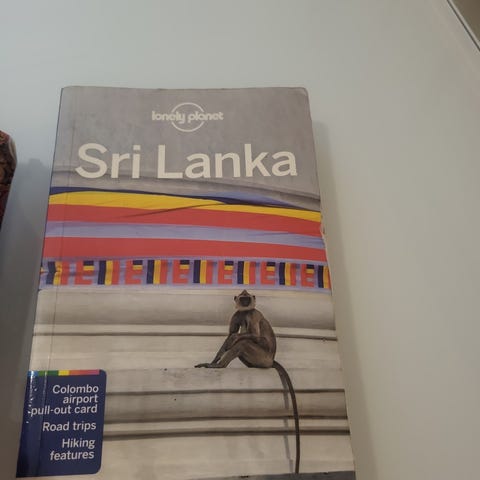 lonely planet
Sri Lanka
Colombo
airport
pull-out card
Road trips
Hiking
features